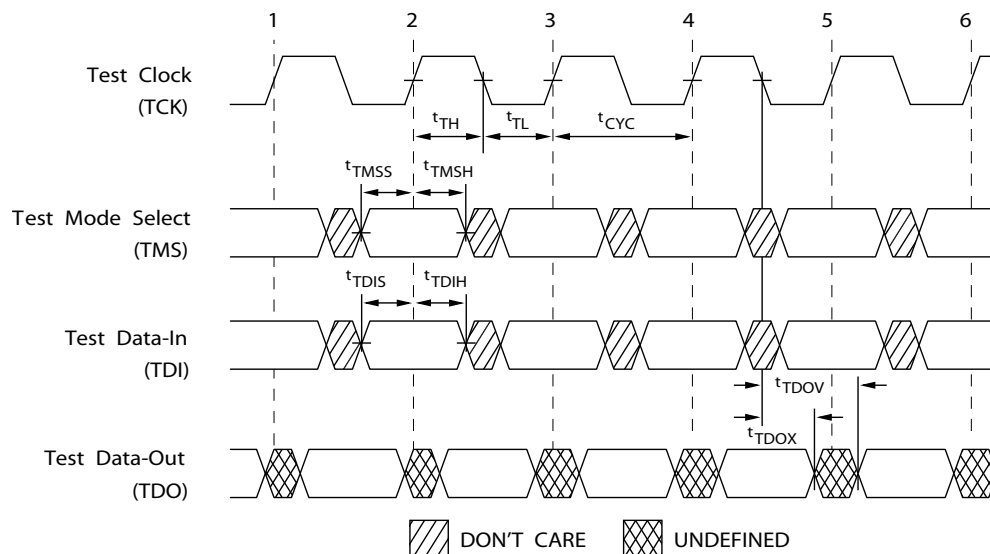 1 2 3 4 5 6
Test Clock
(TCK)
tTH tTL tCYC
tTMSS tTMSH
Test Mode Select
(TMS)
tTDIS tTDIH
Test Data-In
(TDI)
tTDOV
tTDOX
Test Data-Out
(TDO)
DON'T CARE UNDEFINED